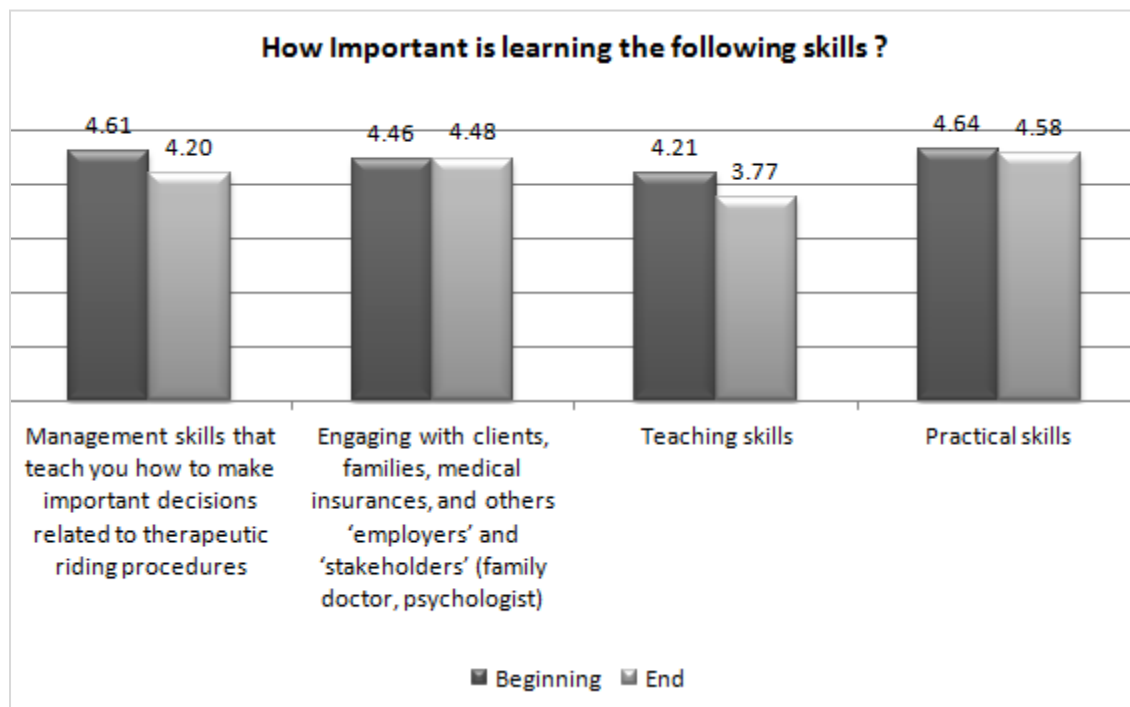 How Important is learning the following skills ?
4.61
4.20
4.46
4.48
4.21
3.77
4.64
4.58
Management skills that
teach you how to make
important decisions
related to therapeutic
riding procedures
Engaging with clients,
families, medical
insurances, and others
‘employers’ and
‘stakeholders’ (family
doctor, psychologist)
Teaching skills
Practical skills
Beginning
End